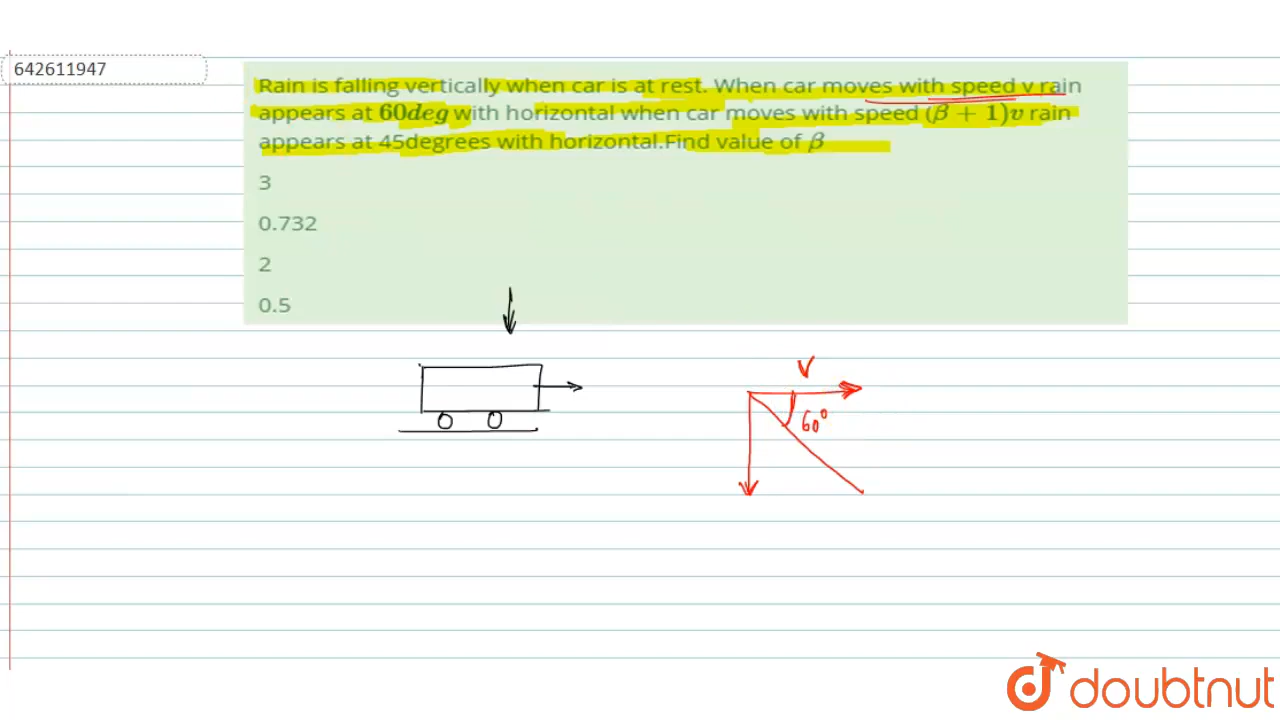 642611947
Rain is falling vertically when car is at rest. When car moves with speed v rain
appears at 60deg with horizontal when car moves with speed (β + 1)v rain
appears at 45degrees with horizontal.Find value of β
3
0.732
2
0.5
V
60°
doubtnut